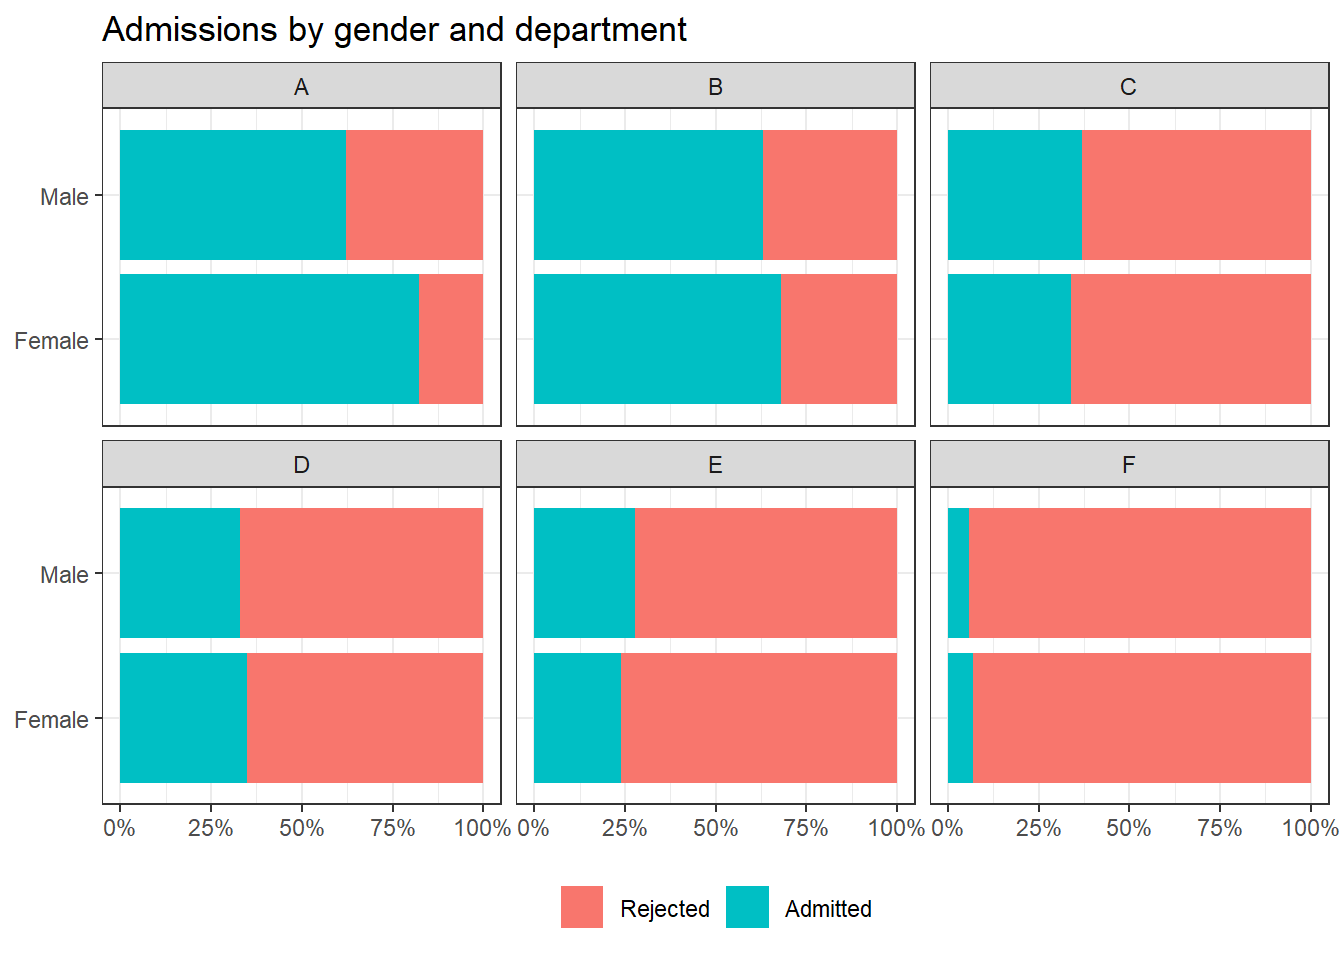 Admissions by gender and department
A B C
Male
Female
D E F
Male
Female
0% 25% 50% 75% 100% 0% 25% 50% 75% 100% 0% 25% 50% 75% 100%
Rejected Admitted